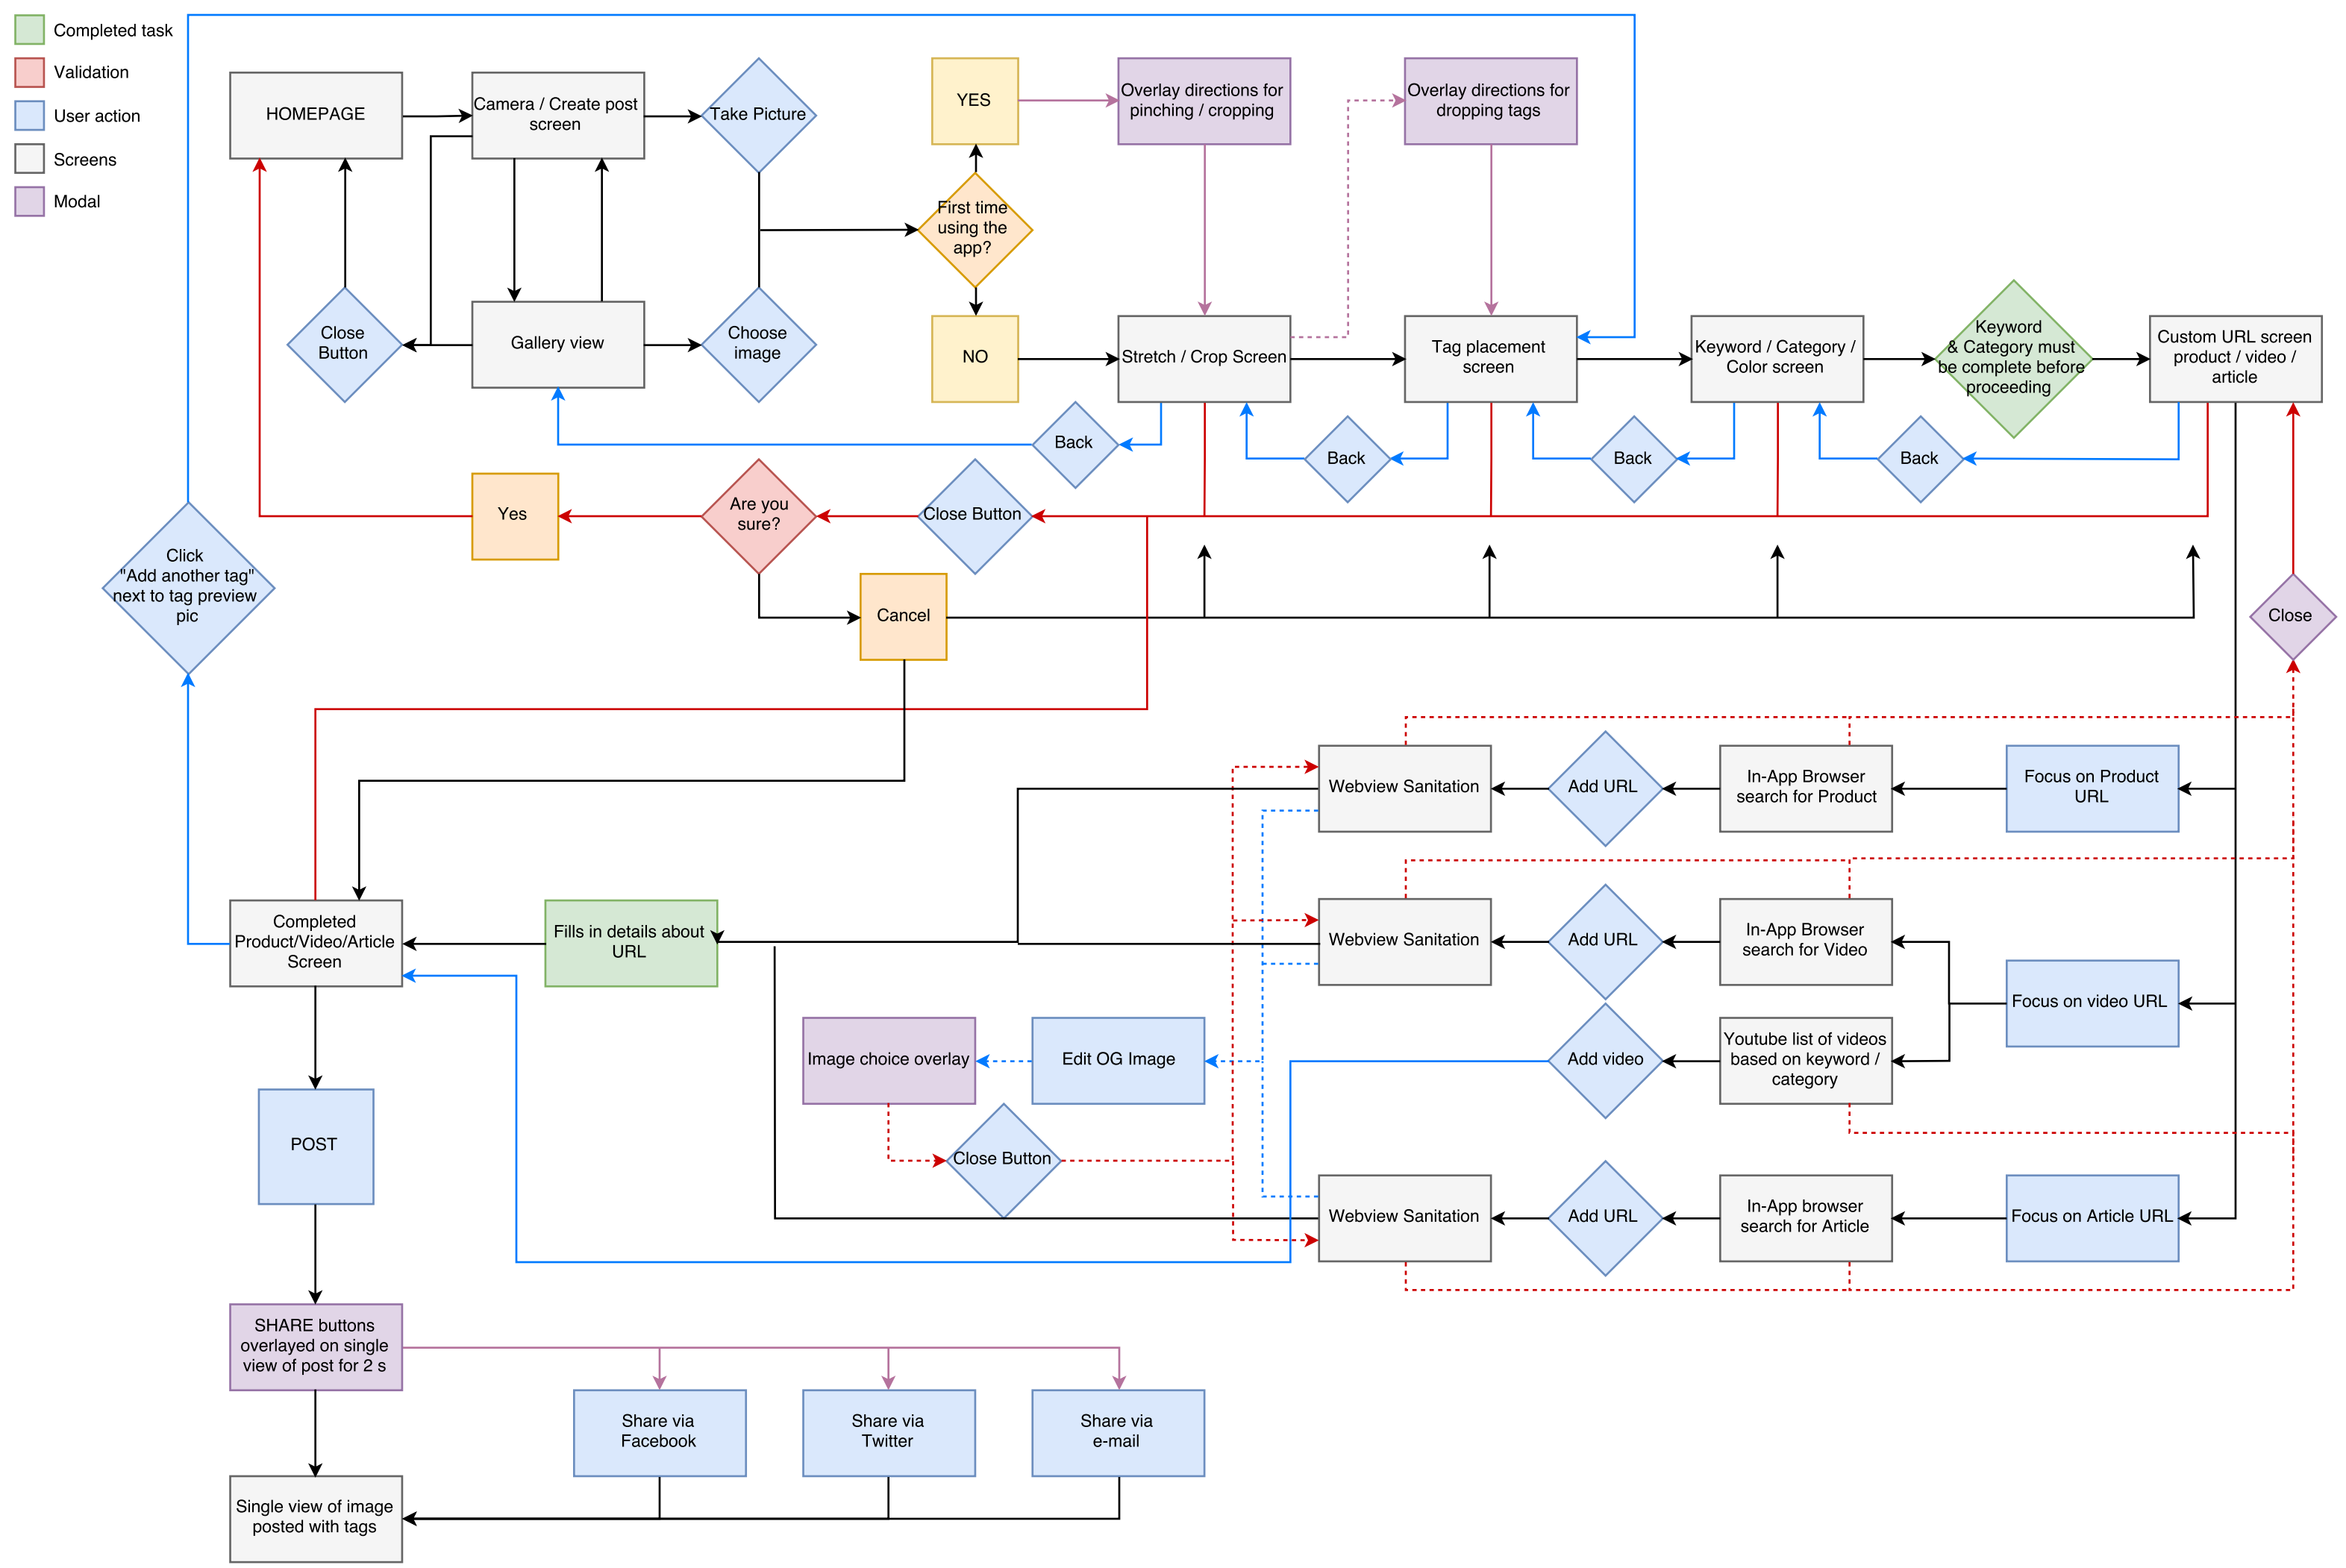 Completed task
Validation
User action
Screens
Modal
HOMEPAGE
Camera / Create post
screen
Take Picture
YES
Overlay directions for
pinching / cropping
Overlay directions for
dropping tags
First time
using the
app?
Close
Button
Gallery view
Choose
image
NO
Stretch / Crop Screen
Tag placement
screen
Keyword / Category /
Color screen
Keyword
& Category must
be complete before
proceeding
Custom URL screen
product / video /
article
Back
Back
Back
Back
Yes
Are you
sure?
Close Button
Click
"Add another tag"
next to tag preview
pic
Cancel
Close
Webview Sanitation
Add URL
In-App Browser
search for Product
Focus on Product
URL
Completed
Product/Video/Article
Screen
Fills in details about
URL
Webview Sanitation
Add URL
In-App Browser
search for Video
Focus on video URL
Image choice overlay
Edit OG Image
Add video
Youtube list of videos
based on keyword /
category
POST
Close Button
Webview Sanitation
Add URL
In-App browser
search for Article
Focus on Article URL
SHARE buttons
overlayed on single
view of post for 2 s
Share via
Facebook
Share via
Twitter
Share via
e-mail
Single view of image
posted with tags